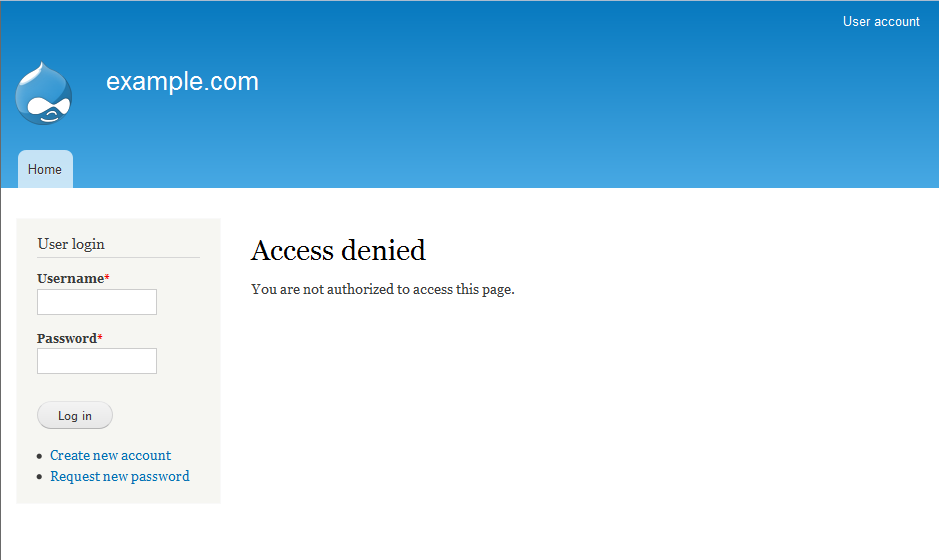 User account
example.com
Home
User login
Username*
Password*
Log in
Create new account
Request new password
Access denied
You are not authorized to access this page.